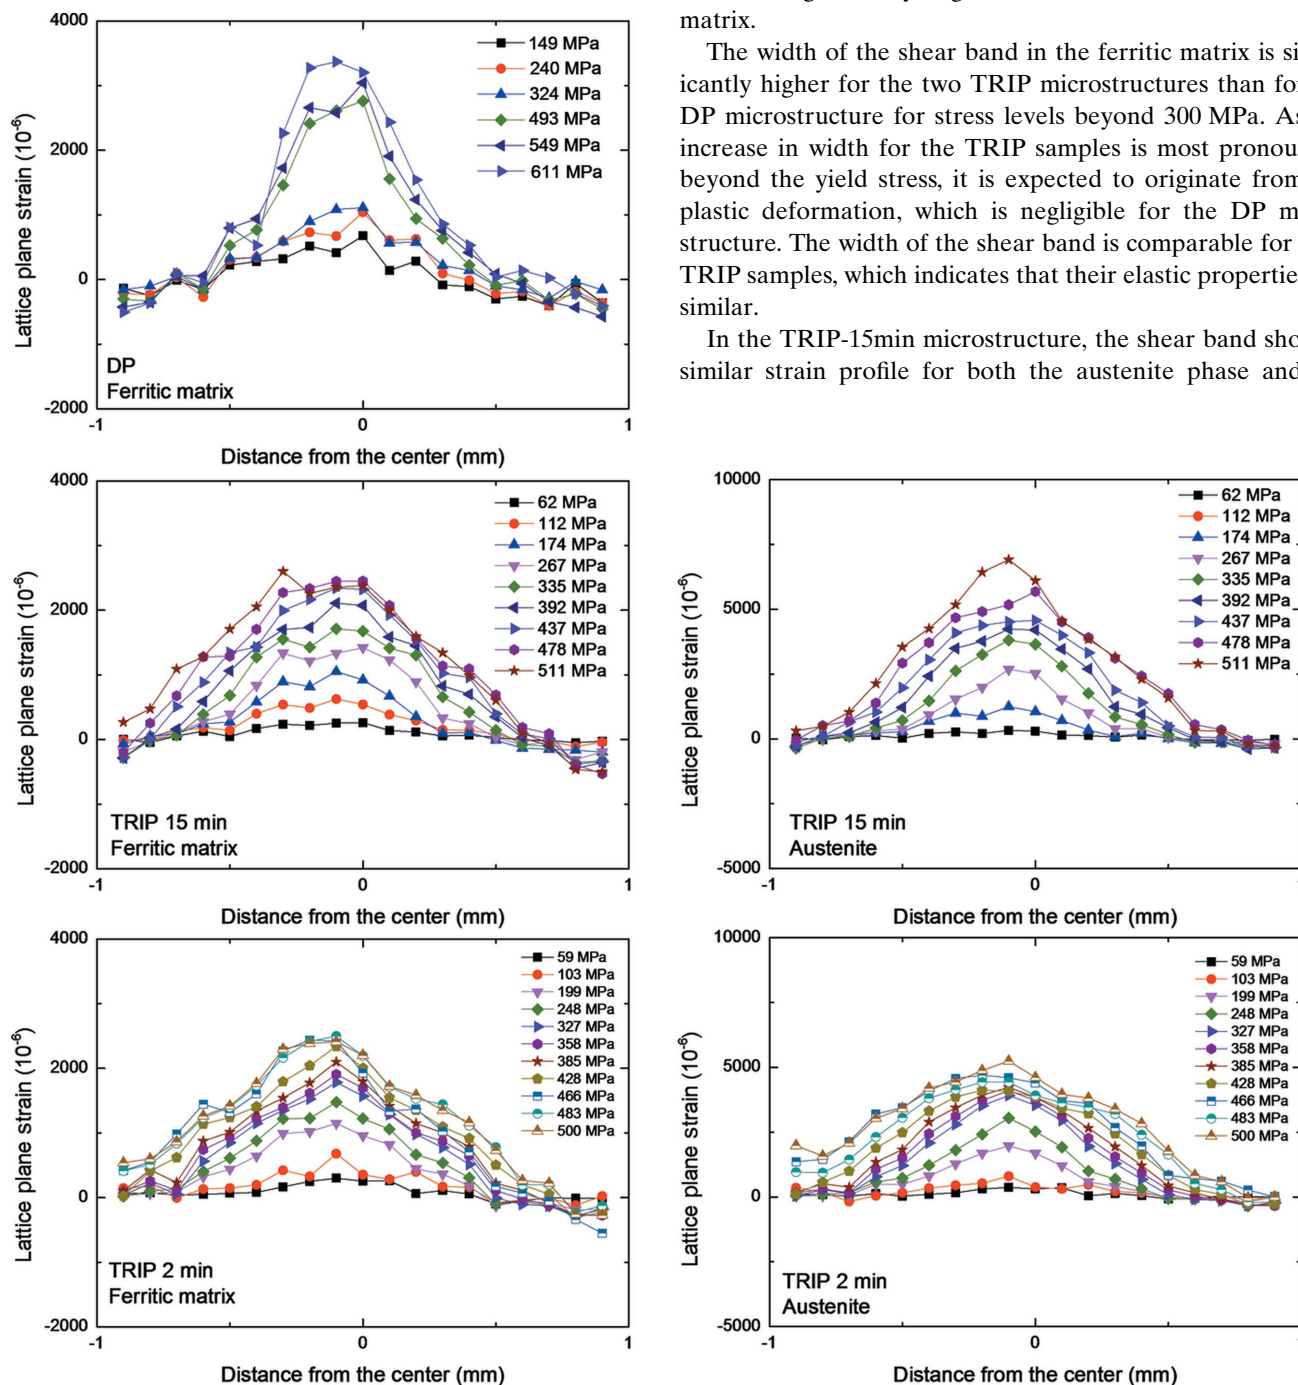 matrix.
The width of the shear band in the ferritic matrix is
icantly higher for the two TRIP microstructures than
DP microstructure for stress levels beyond 300 MPa.
increase in width for the TRIP samples is most
beyond the yield stress, it is expected to originate from
plastic deformation, which is negligible for the DP
structure. The width of the shear band is comparable for
TRIP samples, which indicates that their elastic
similar.
In the TRIP-15min microstructure, the shear band
similar strain profile for both the austenite phase and
4000
2000
0
-2000
Lattice plane strain (10⁻⁶)
149 MPa
240 MPa
324 MPa
493 MPa
549 MPa
611 MPa
DP
Ferritic matrix
-1
0
1
Distance from the center (mm)
4000
2000
0
-2000
Lattice plane strain (10⁻⁶)
62 MPa
112 MPa
174 MPa
267 MPa
335 MPa
392 MPa
437 MPa
478 MPa
511 MPa
TRIP 15 min
Ferritic matrix
-1
0
1
Distance from the center (mm)
10000
5000
0
-5000
Lattice plane strain (10⁻⁶)
62 MPa
112 MPa
174 MPa
267 MPa
335 MPa
392 MPa
437 MPa
478 MPa
511 MPa
TRIP 15 min
Austenite
-1
0
1
Distance from the center (mm)
4000
2000
0
-2000
Lattice plane strain (10⁻⁶)
59 MPa
103 MPa
199 MPa
248 MPa
327 MPa
358 MPa
385 MPa
428 MPa
466 MPa
483 MPa
500 MPa
TRIP 2 min
Ferritic matrix
-1
0
1
Distance from the center (mm)
10000
5000
0
-5000
Lattice plane strain (10⁻⁶)
59 MPa
103 MPa
199 MPa
248 MPa
327 MPa
358 MPa
385 MPa
428 MPa
466 MPa
483 MPa
500 MPa
TRIP 2 min
Austenite
-1
0
1
Distance from the center (mm)